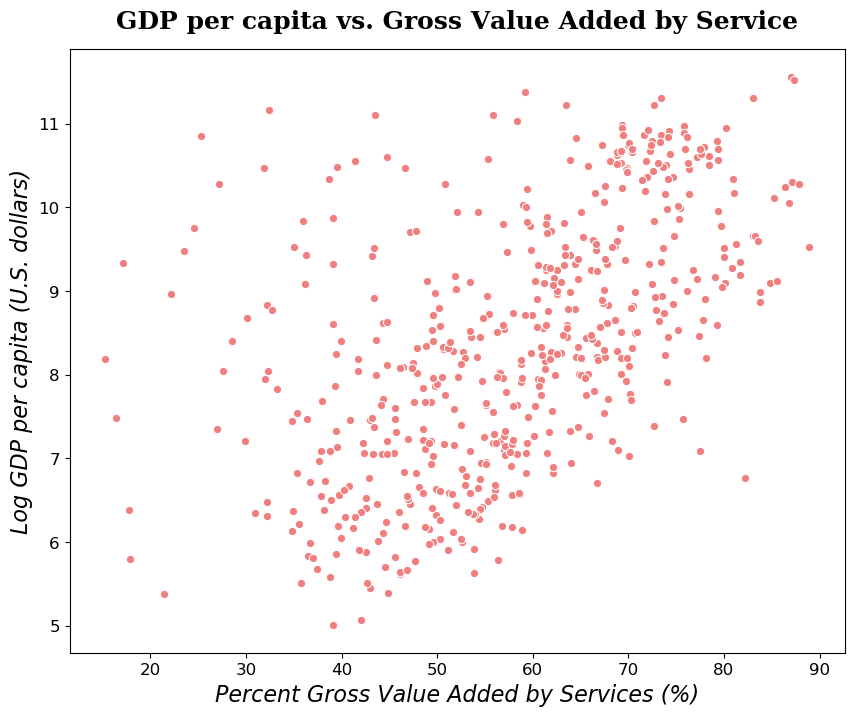 GDP per capita vs. Gross Value Added by Service
Log GDP per capita (U.S. dollars)
11
10
9
8
7
6
5
20 30 40 50 60 70 80 90
Percent Gross Value Added by Services (%)